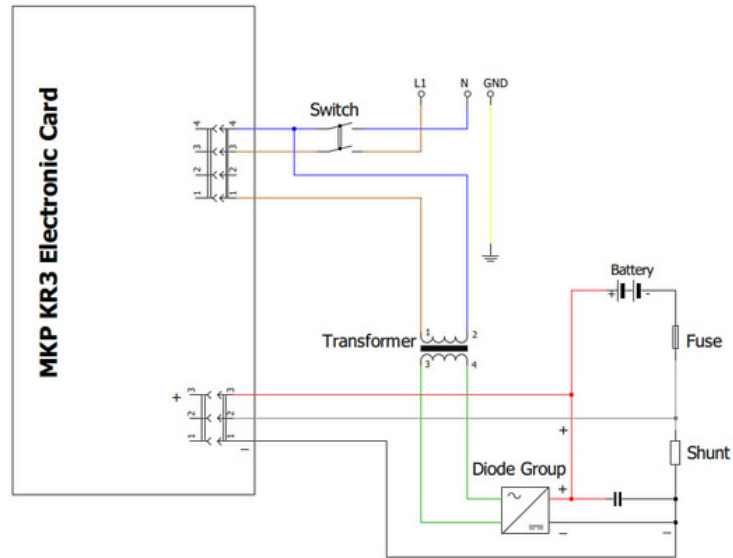 MKP KR3 Electronic Card
L1 N GND
Switch
4 4
3 3
2 2
1 1
Battery
+ -
1 2
Transformer
Fuse
3 4
+ 3 3
2 2
1 1
-
+
Shunt
Diode Group
+
- -